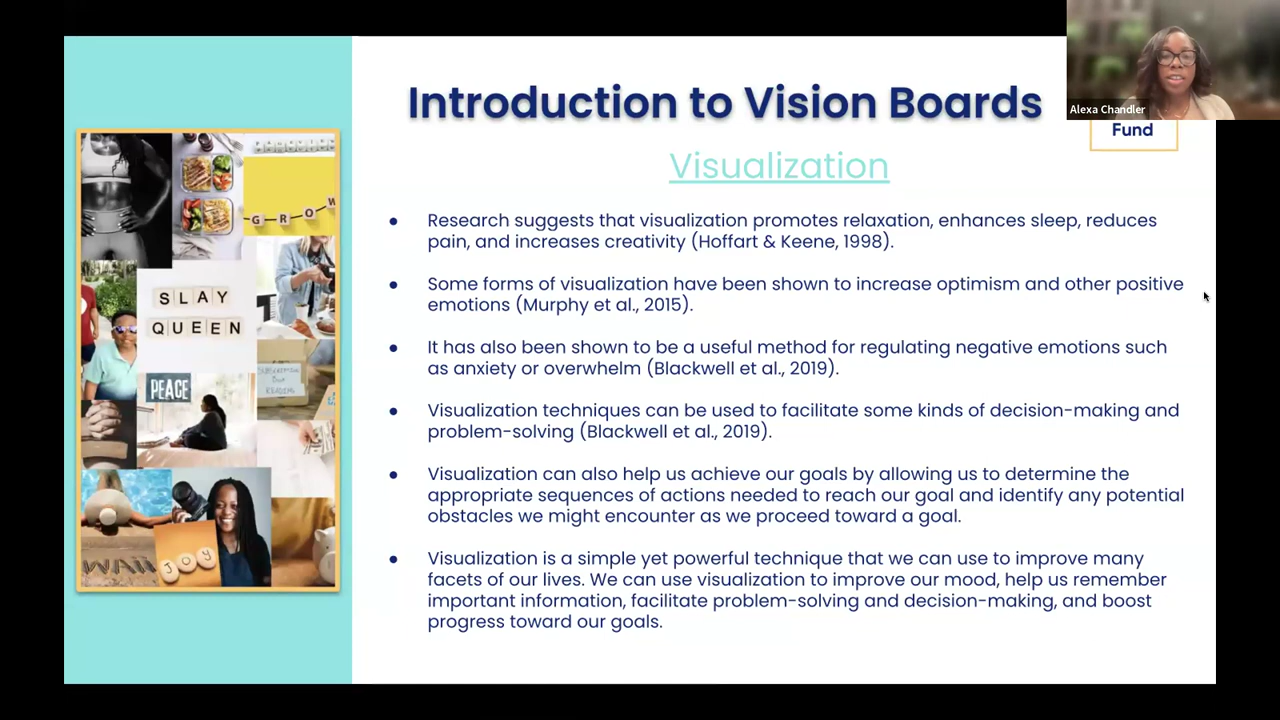 Introduction to Vision Boards
Alexa Chandler
Fund
Visualization
● Research suggests that visualization promotes relaxation, enhances sleep, reduces
pain, and increases creativity (Hoffart & Keene, 1998).
● Some forms of visualization have been shown to increase optimism and other positive
emotions (Murphy et al., 2015).
● It has also been shown to be a useful method for regulating negative emotions such
as anxiety or overwhelm (Blackwell et al., 2019).
● Visualization techniques can be used to facilitate some kinds of decision-making and
problem-solving (Blackwell et al., 2019).
● Visualization can also help us achieve our goals by allowing us to determine the
appropriate sequences of actions needed to reach our goal and identify any potential
obstacles we might encounter as we proceed toward a goal.
● Visualization is a simple yet powerful technique that we can use to improve many
facets of our lives. We can use visualization to improve our mood, help us remember
important information, facilitate problem-solving and decision-making, and boost
progress toward our goals.
GROW
SLAY
QUEEN
PEACE
JOY